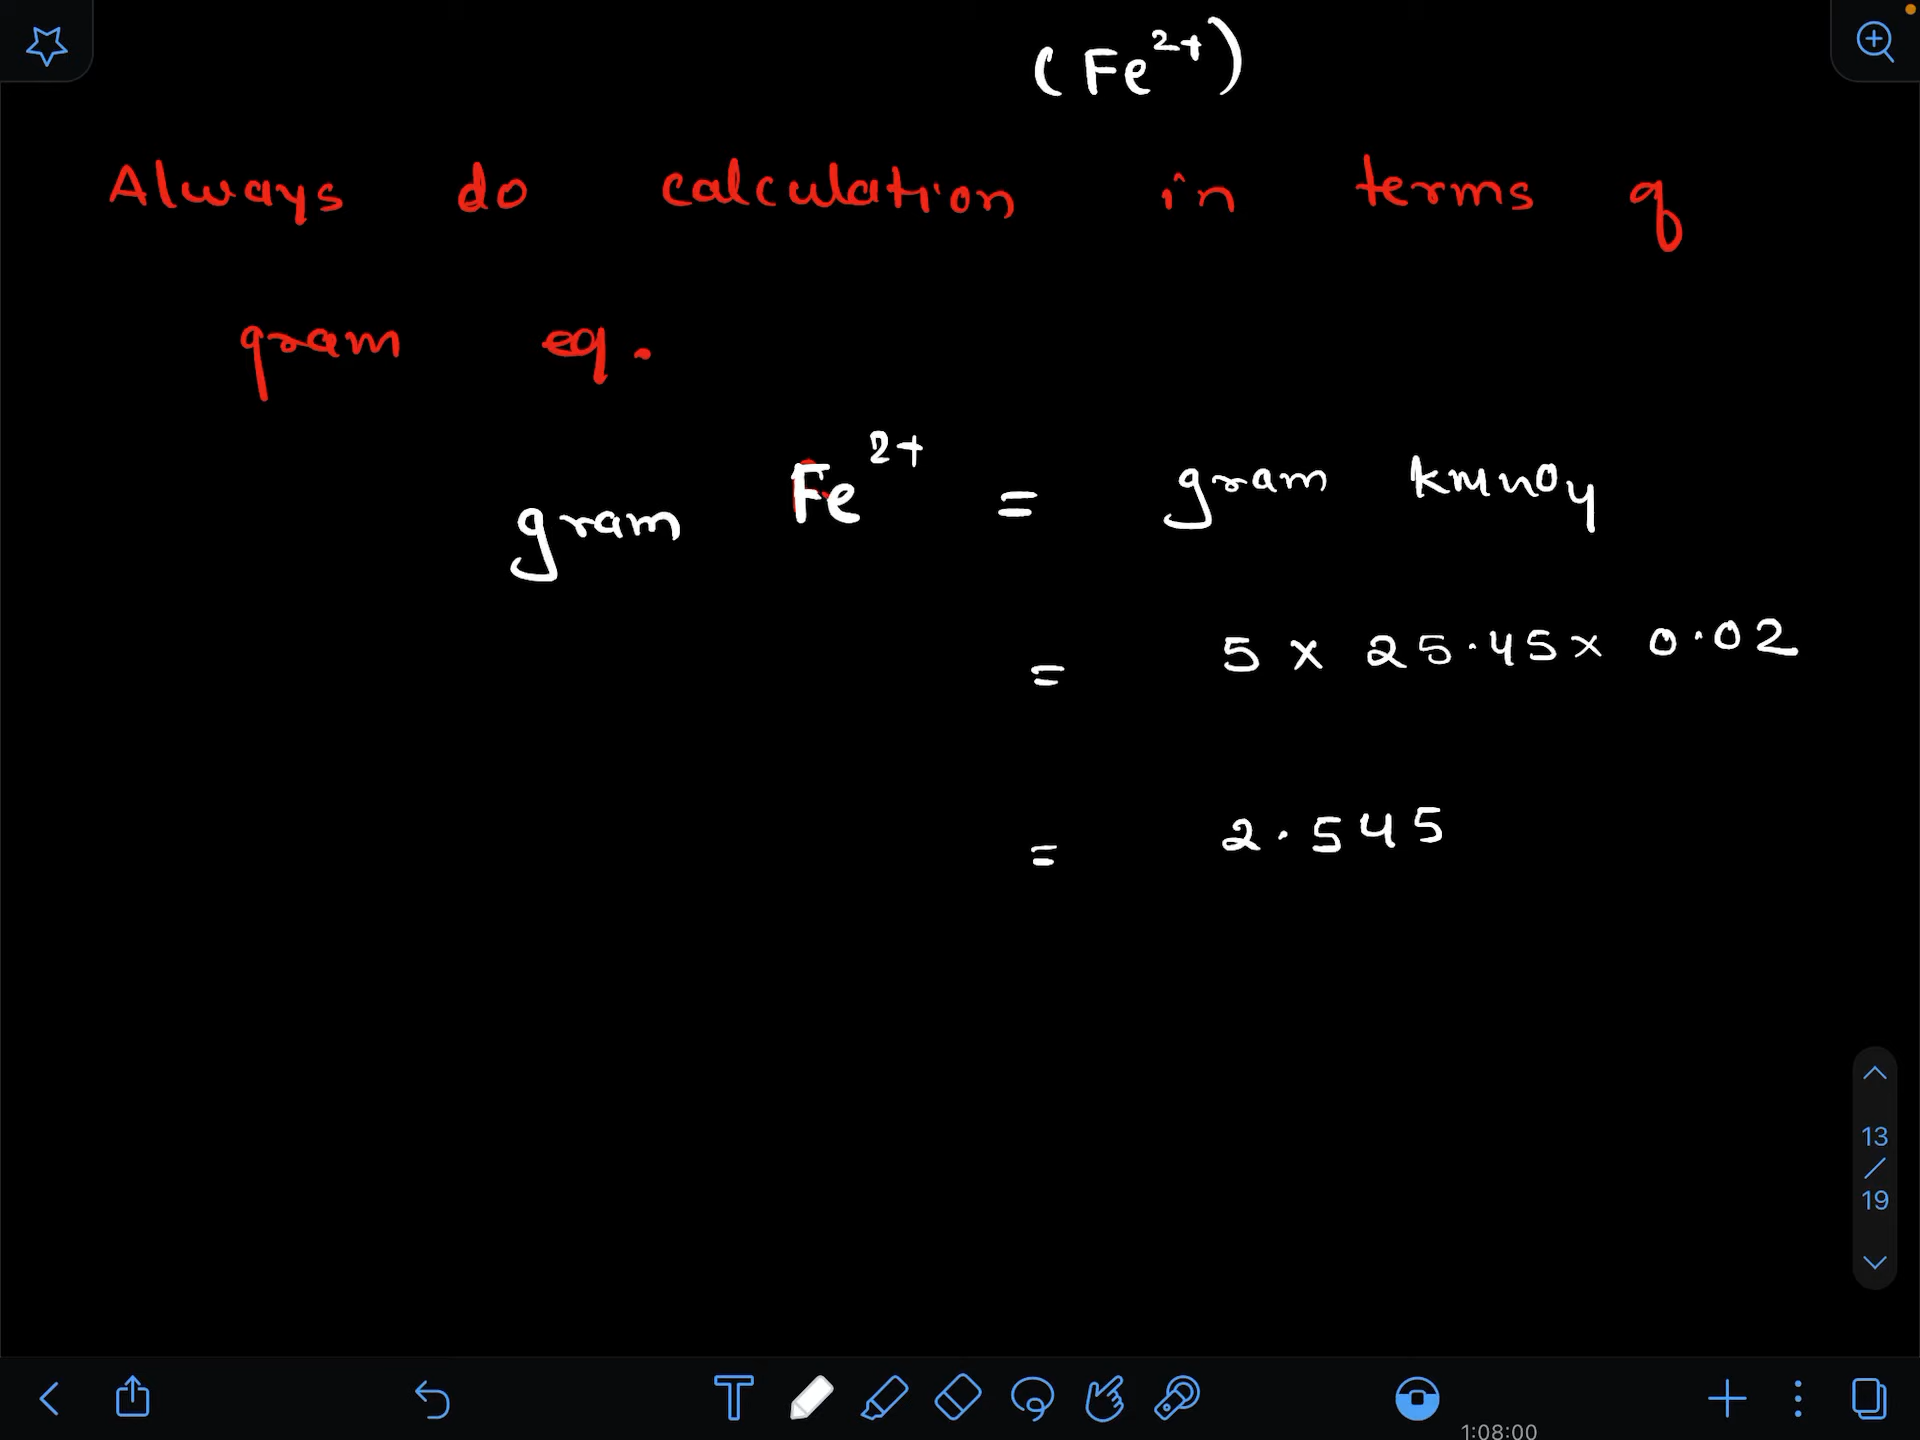 (Fe²⁺)
Always do calculation in terms of
gram eq.
gram Fe²⁺ = gram KMnO₄
= 5 × 25.45 × 0.02
= 2.545
13
/
19
1:08:00